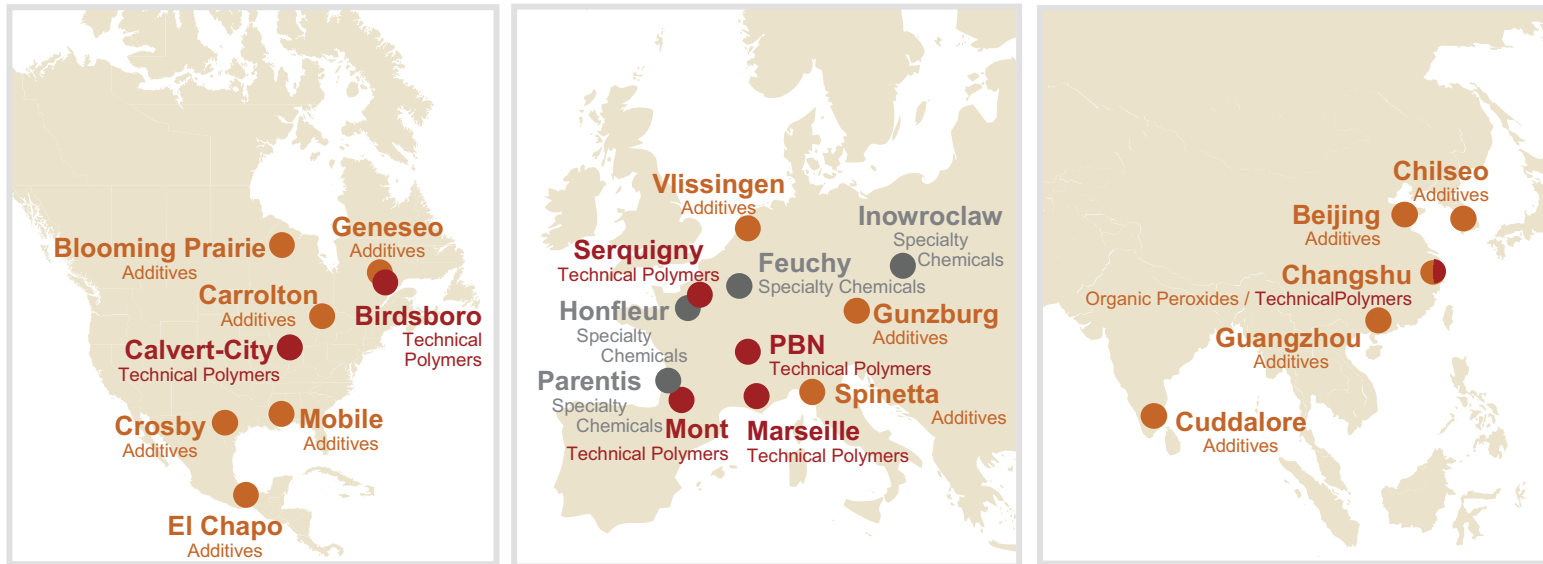 Geneseo
Additives
Blooming Prairie
Additives
Carrolton
Additives
Birdsboro
Technical
Polymers
Calvert-City
Technical Polymers
Crosby
Additives
Mobile
Additives
El Chapo
Additives
Vlissingen
Additives
Inowroclaw
Specialty
Chemicals
Serquigny
Technical Polymers
Feuchy
Specialty Chemicals
Honfleur
Specialty
Chemicals
Gunzburg
Additives
PBN
Technical Polymers
Parentis
Specialty
Chemicals
Spinetta
Additives
Mont
Technical Polymers
Marseille
Technical Polymers
Chilseo
Additives
Beijing
Additives
Changshu
Organic Peroxides / TechnicalPolymers
Guangzhou
Additives
Cuddalore
Additives